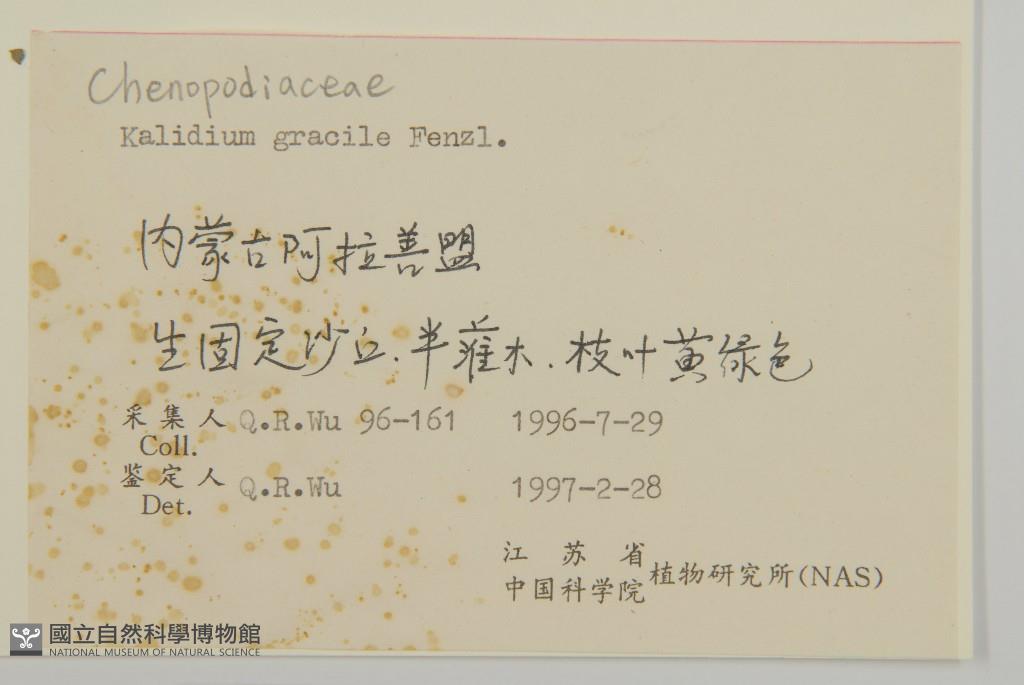 Chenopodiaceae
Kalidium gracile Fenzl.
内蒙古阿拉善盟
生固定沙丘.半灌木.枝叶黄绿色
采集人 Q.R.Wu 96-161 1996-7-29
Coll.
鉴定人 Q.R.Wu 1997-2-28
Det.
江苏省
中国科学院 植物研究所(NAS)
國立自然科學博物館
NATIONAL MUSEUM OF NATURAL SCIENCE